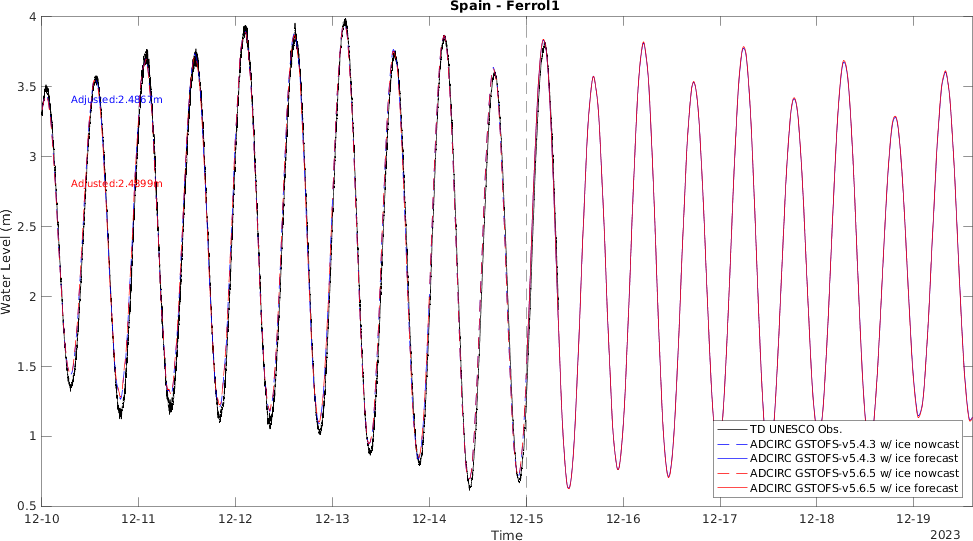 Spain - Ferrol1
4
3.5
3
2.5
2
1.5
1
0.5
Water Level (m)
Adjusted:2.4867m
Adjusted:2.4899m
TD UNESCO Obs.
ADCIRC GSTOFS-v5.4.3 w/ ice nowcast
ADCIRC GSTOFS-v5.4.3 w/ ice forecast
ADCIRC GSTOFS-v5.6.5 w/ ice nowcast
ADCIRC GSTOFS-v5.6.5 w/ ice forecast
12-10 12-11 12-12 12-13 12-14 12-15 12-16 12-17 12-18 12-19
Time
2023